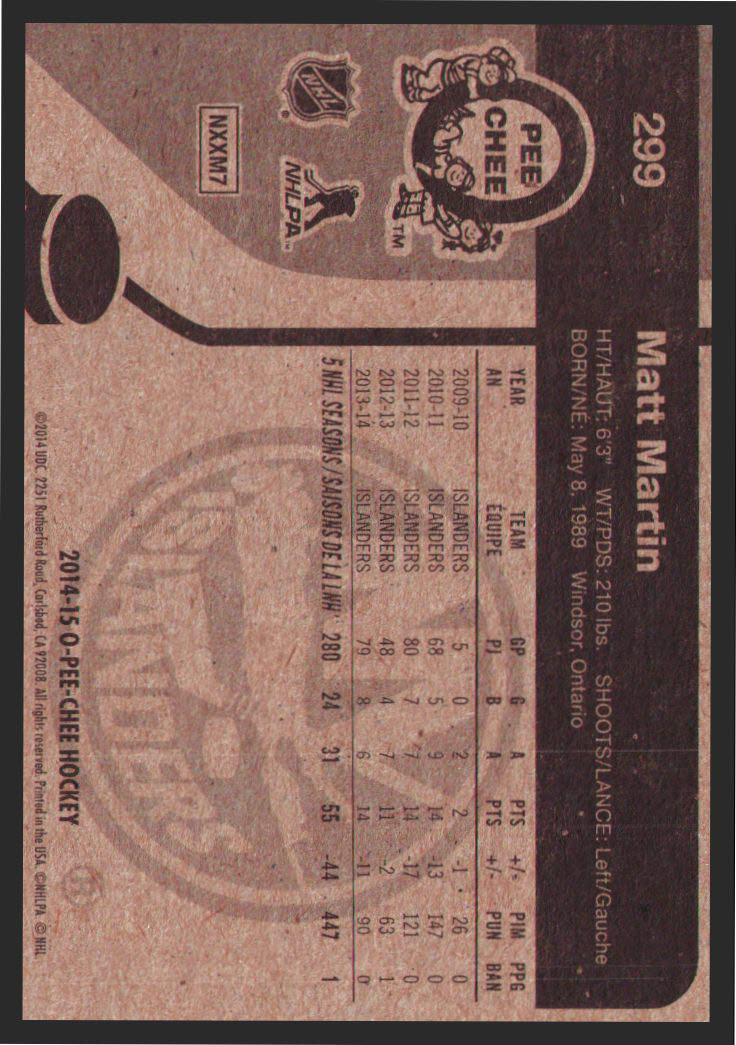 299
Matt Martin
HT/HAUT: 6'3" WT/PDS: 210 lbs. SHOOTS/LANCE: Left/Gauche
BORN/NE: May 8, 1989 Windsor, Ontario
PEE
CHEE
TM
NHL
®
NHLPA™
NXXM7
YEAR TEAM GP G A PTS +/- PIM PPG
AN ÉQUIPE PJ B A PTS +/- PUN BAN
2009-10 ISLANDERS 5 0 2 2 -1 26 0
2010-11 ISLANDERS 68 5 9 14 -13 147 0
2011-12 ISLANDERS 80 7 7 14 -17 121 0
2012-13 ISLANDERS 48 4 7 11 -2 63 1
2013-14 ISLANDERS 79 8 6 14 -11 90 0
5 NHL SEASONS/SAISONS DE LA LNH 280 24 31 55 -44 447 1
ISLANDERS
2014-15 O-PEE-CHEE HOCKEY
©2014 UDC 2251 Rutherford Road, Carlsbad, CA 92008. All rights reserved. Printed in the USA. ©NHLPA ©NHL